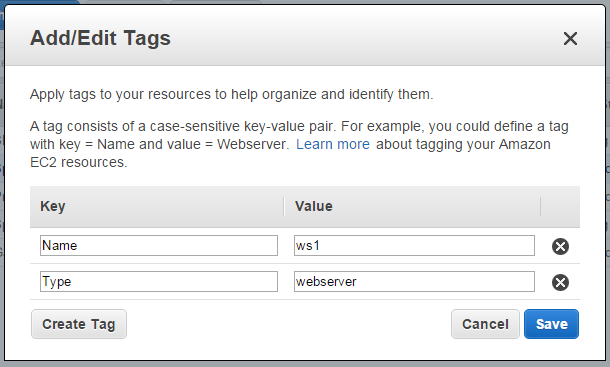 Add/Edit Tags
Apply tags to your resources to help organize and identify them.
A tag consists of a case-sensitive key-value pair. For example, you could define a tag
with key = Name and value = Webserver. Learn more about tagging your Amazon
EC2 resources.
Key Value
Name ws1
Type webserver
Create Tag Cancel Save